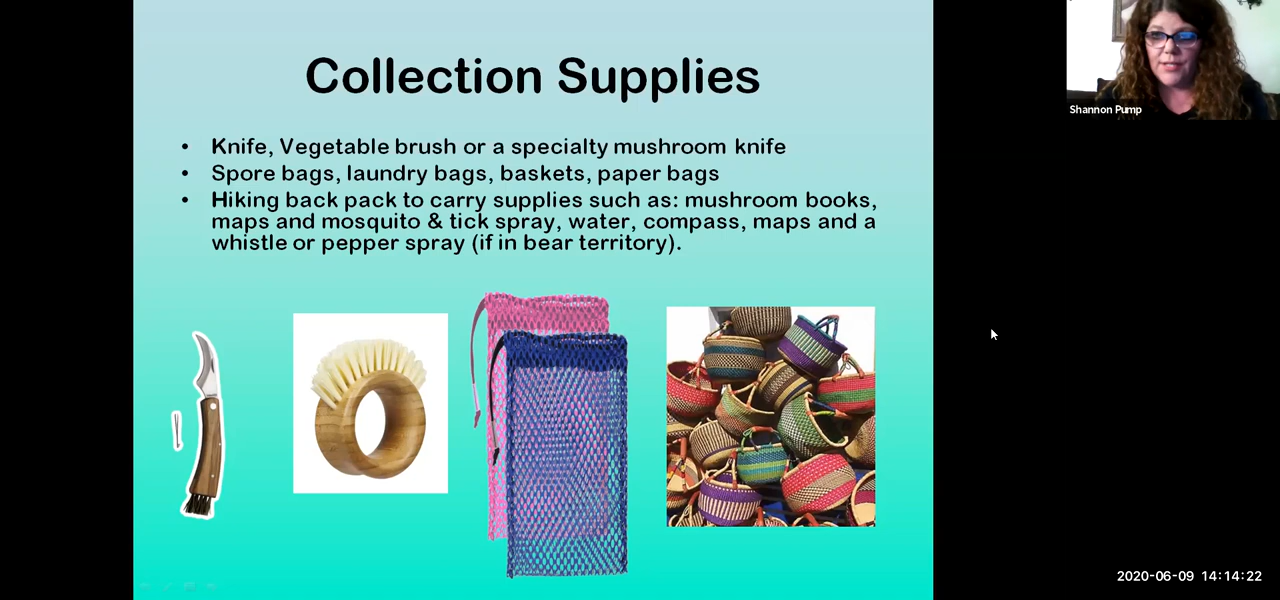 Collection Supplies
• Knife, Vegetable brush or a specialty mushroom knife
• Spore bags, laundry bags, baskets, paper bags
• Hiking back pack to carry supplies such as: mushroom books,
maps and mosquito & tick spray, water, compass, maps and a
whistle or pepper spray (if in bear territory).
Shannon Pump
2020-06-09 14:14:22